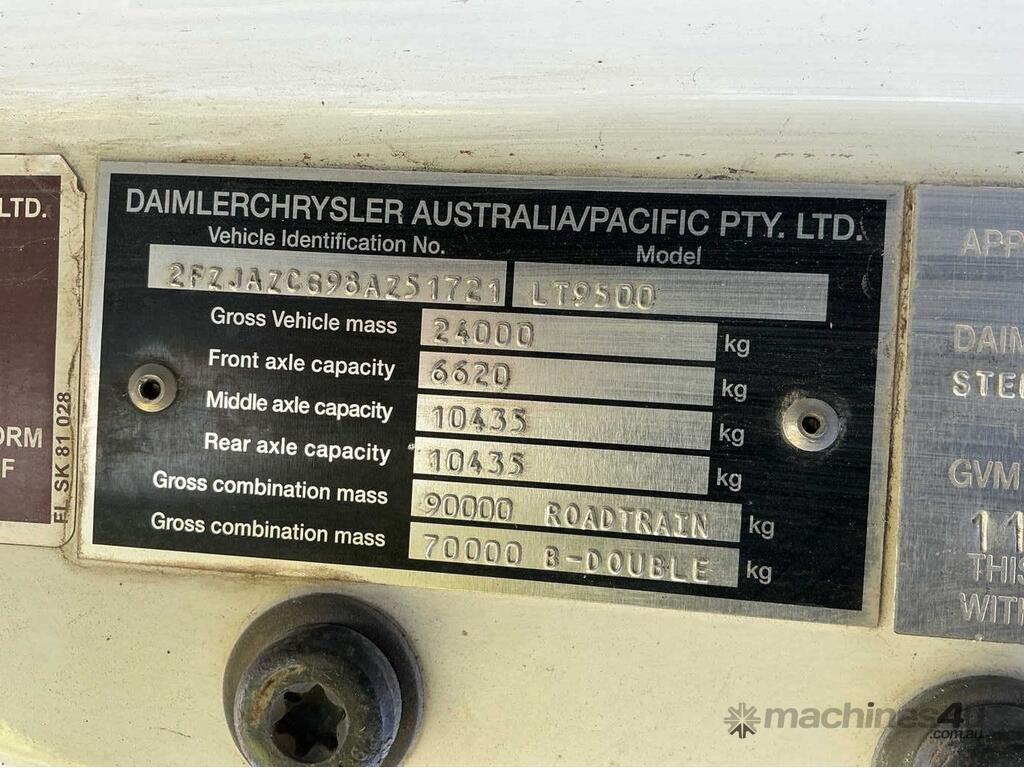 LTD.
ORM
F
FL SK 81 028
DAIMLERCHRYSLER AUSTRALIA/PACIFIC PTY. LTD.
Vehicle Identification No. Model
2FZJAZCG98AZ51721 LT9500
Gross Vehicle mass 24000 kg
Front axle capacity 6620 kg
Middle axle capacity 10435 kg
Rear axle capacity 10435 kg
Gross combination mass 90000 ROADTRAIN kg
Gross combination mass 70000 B-DOUBLE kg
APP
DAIM
STE
GVM
11
THIS
WITH
machines4u
.com.au